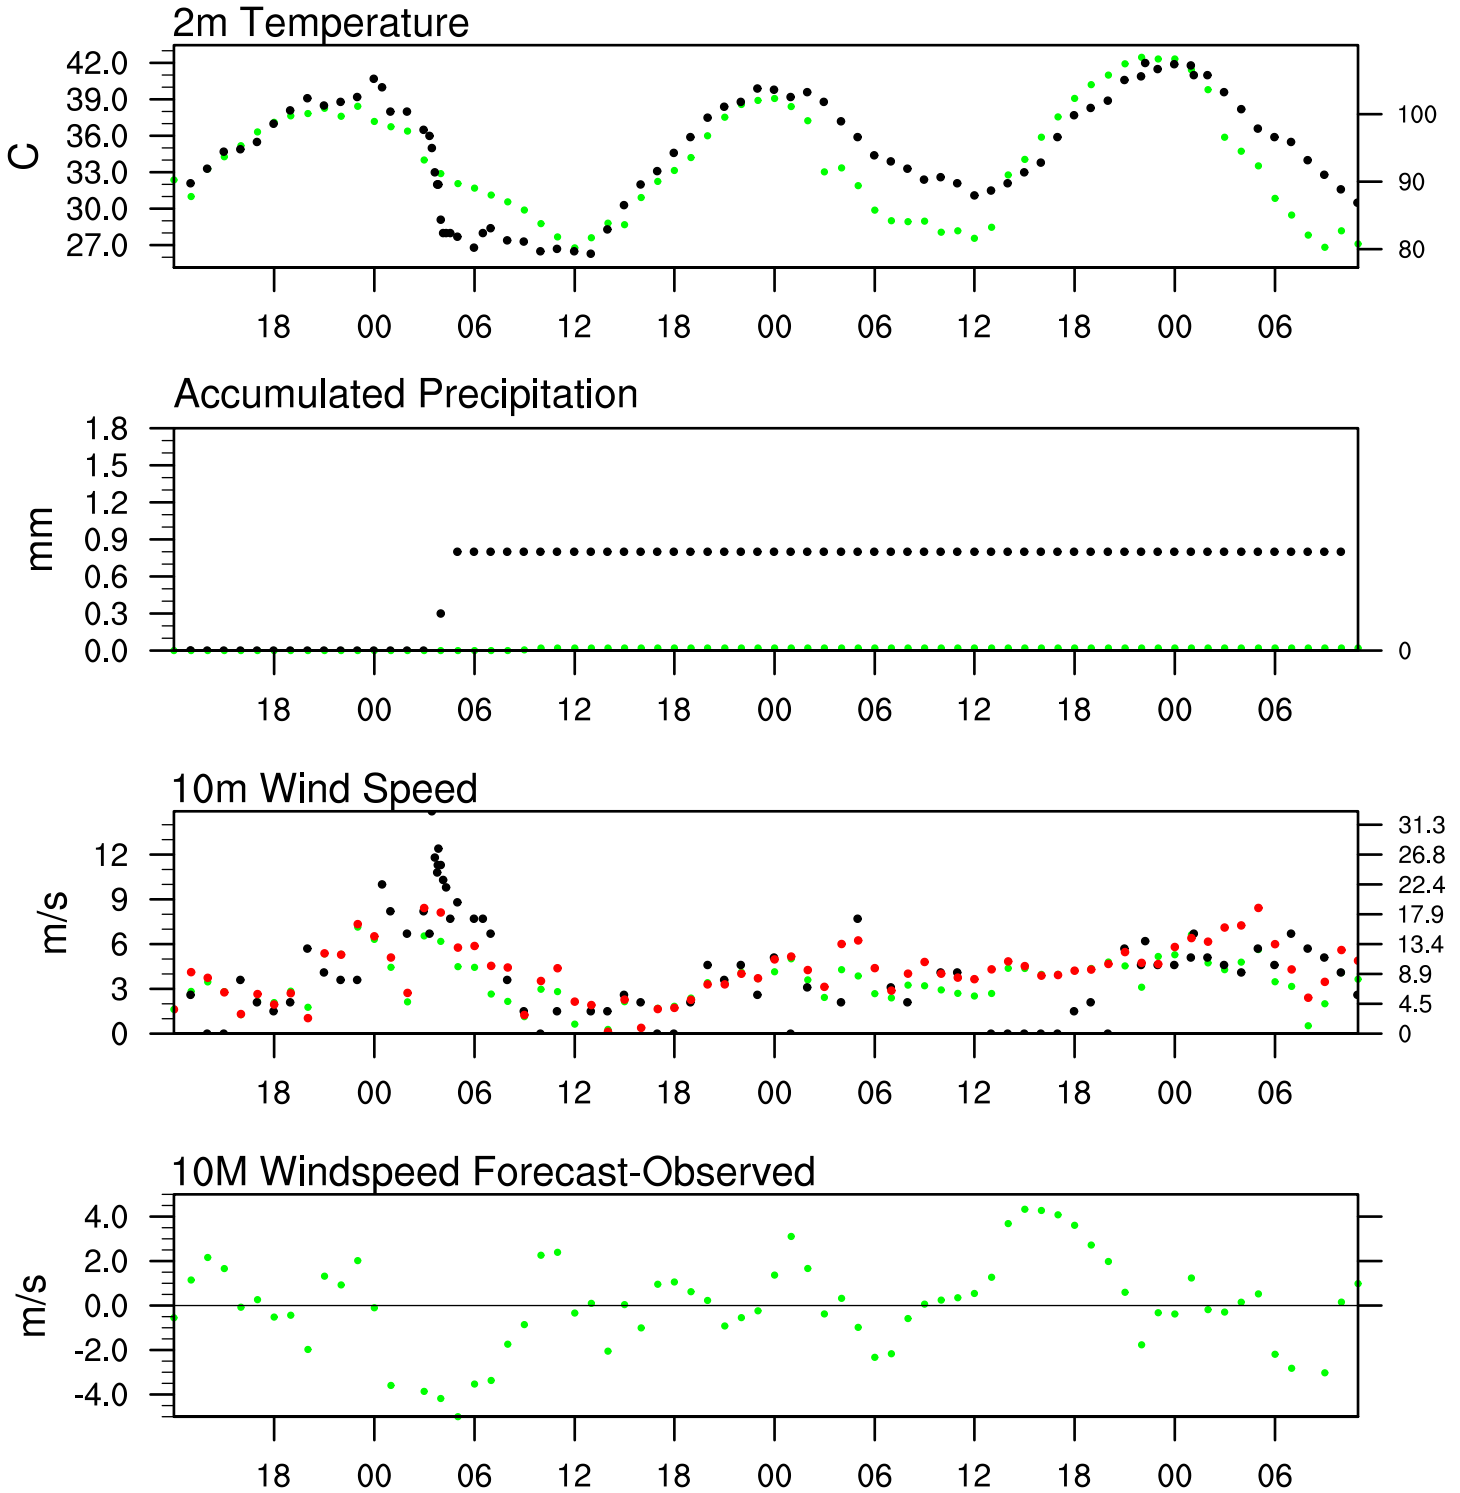 2m Temperature
42.0
39.0
36.0
33.0
30.0
27.0
C
100
90
80
18 00 06 12 18 00 06 12 18 00 06
Accumulated Precipitation
1.8
1.5
1.2
0.9
0.6
0.3
0.0
mm
0
18 00 06 12 18 00 06 12 18 00 06
10m Wind Speed
12
9
6
3
0
m/s
31.3
26.8
22.4
17.9
13.4
8.9
4.5
0
18 00 06 12 18 00 06 12 18 00 06
10M Windspeed Forecast-Observed
4.0
2.0
0.0
-2.0
-4.0
m/s
18 00 06 12 18 00 06 12 18 00 06